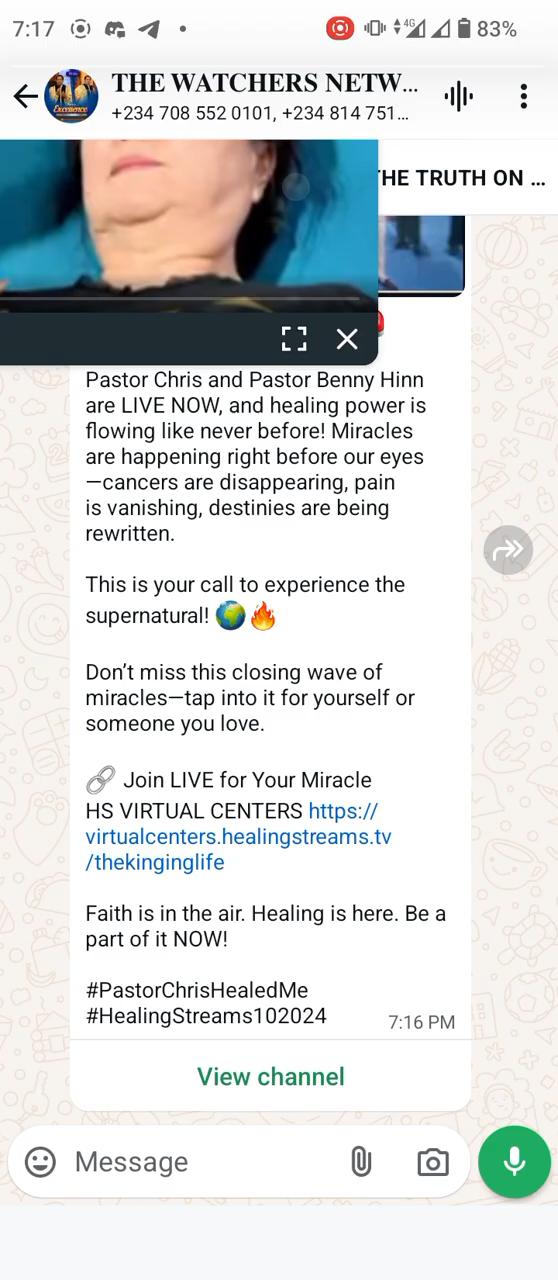 7:17
4G
83%
THE WATCHERS NETW...
+234 708 552 0101, +234 814 751...
THE TRUTH ON ...
Pastor Chris and Pastor Benny Hinn
are LIVE NOW, and healing power is
flowing like never before! Miracles
are happening right before our eyes
—cancers are disappearing, pain
is vanishing, destinies are being
rewritten.
This is your call to experience the
supernatural! 🌍🔥
Don’t miss this closing wave of
miracles—tap into it for yourself or
someone you love.
🔗 Join LIVE for Your Miracle
HS VIRTUAL CENTERS https://
virtualcenters.healingstreams.tv
/thekinginglife
Faith is in the air. Healing is here. Be a
part of it NOW!
#PastorChrisHealedMe
#HealingStreams102024
7:16 PM
View channel
Message